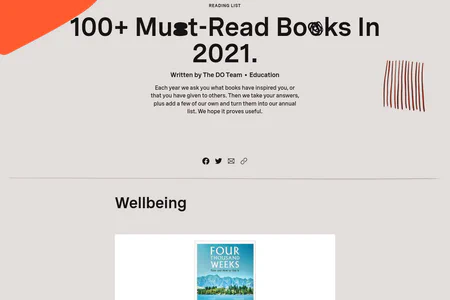 READING LIST
100+ Must-Read Books In
2021.
Written by The DO Team • Education
Each year we ask you what books have inspired you, or
that you have given to others. Then we take your answers,
plus add a few of our own and turn them into our annual
list. We hope it proves useful.
Wellbeing
FOUR
THOUSAND
WEEKS